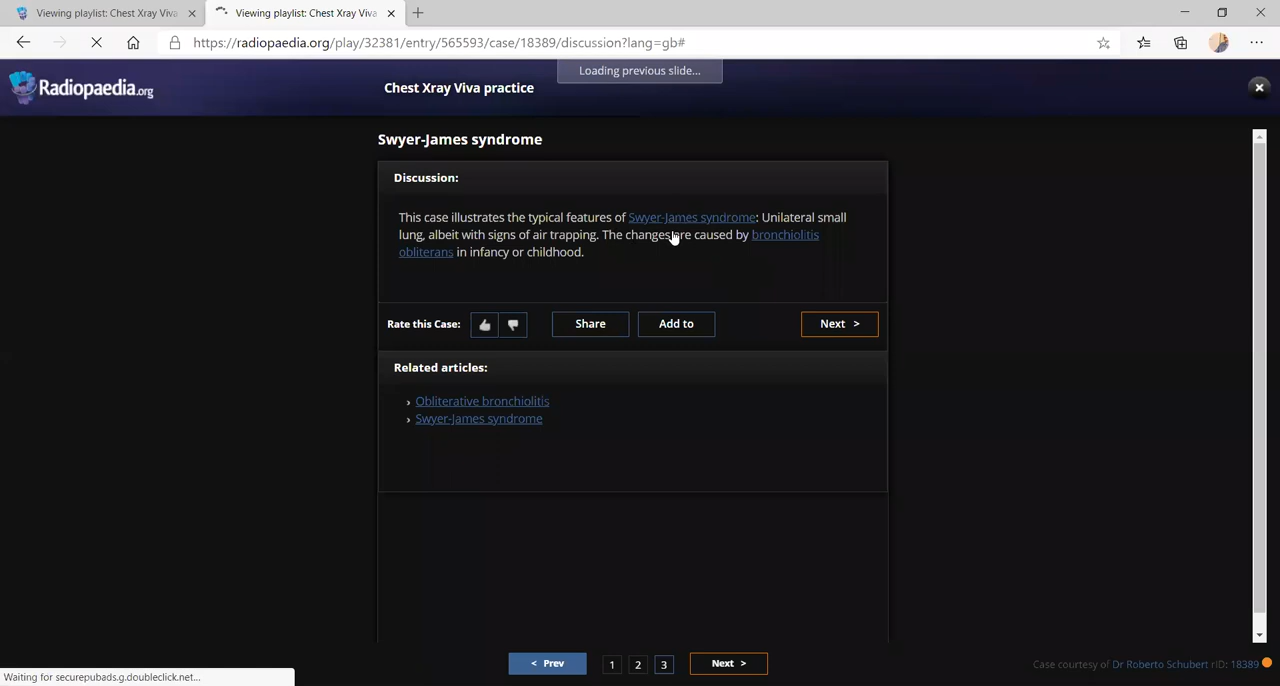 Viewing playlist: Chest Xray Viva
Viewing playlist: Chest Xray Viva
https://radiopaedia.org/play/32381/entry/565593/case/18389/discussion?lang=gb#
Loading previous slide...
Radiopaedia.org
Chest Xray Viva practice
Swyer-James syndrome
Discussion:
This case illustrates the typical features of Swyer-James syndrome: Unilateral small
lung, albeit with signs of air trapping. The changes are caused by bronchiolitis
obliterans in infancy or childhood.
Rate this Case:
Share
Add to
Next >
Related articles:
› Obliterative bronchiolitis
› Swyer-James syndrome
< Prev
1
2
3
Next >
Case courtesy of Dr Roberto Schubert rID: 18389
Waiting for securepubads.g.doubleclick.net...